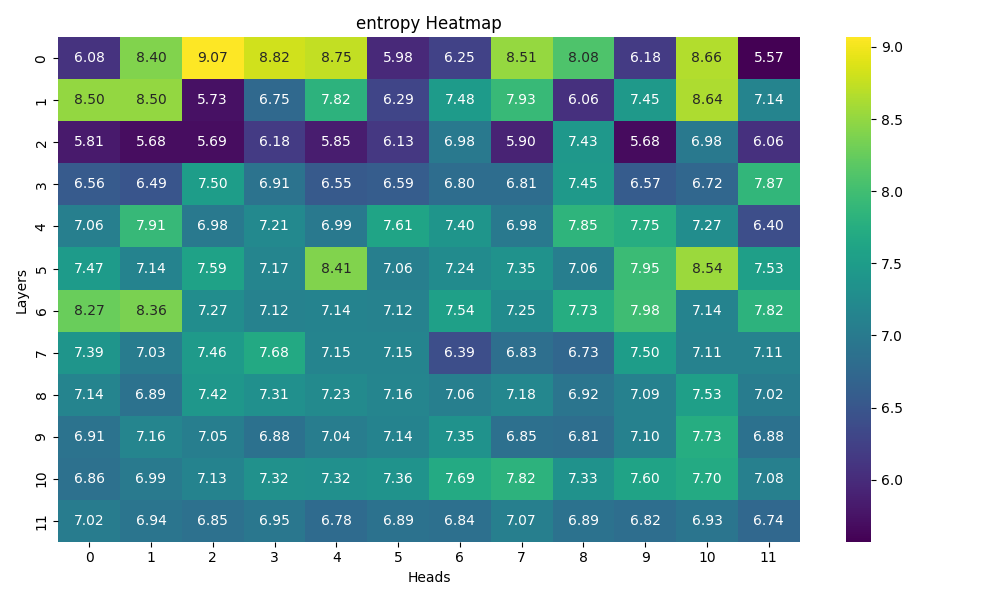 entropy Heatmap
Layers
0 6.08 8.40 9.07 8.82 8.75 5.98 6.25 8.51 8.08 6.18 8.66 5.57
1 8.50 8.50 5.73 6.75 7.82 6.29 7.48 7.93 6.06 7.45 8.64 7.14
2 5.81 5.68 5.69 6.18 5.85 6.13 6.98 5.90 7.43 5.68 6.98 6.06
3 6.56 6.49 7.50 6.91 6.55 6.59 6.80 6.81 7.45 6.57 6.72 7.87
4 7.06 7.91 6.98 7.21 6.99 7.61 7.40 6.98 7.85 7.75 7.27 6.40
5 7.47 7.14 7.59 7.17 8.41 7.06 7.24 7.35 7.06 7.95 8.54 7.53
6 8.27 8.36 7.27 7.12 7.14 7.12 7.54 7.25 7.73 7.98 7.14 7.82
7 7.39 7.03 7.46 7.68 7.15 7.15 6.39 6.83 6.73 7.50 7.11 7.11
8 7.14 6.89 7.42 7.31 7.23 7.16 7.06 7.18 6.92 7.09 7.53 7.02
9 6.91 7.16 7.05 6.88 7.04 7.14 7.35 6.85 6.81 7.10 7.73 6.88
10 6.86 6.99 7.13 7.32 7.32 7.36 7.69 7.82 7.33 7.60 7.70 7.08
11 7.02 6.94 6.85 6.95 6.78 6.89 6.84 7.07 6.89 6.82 6.93 6.74
0 1 2 3 4 5 6 7 8 9 10 11
Heads
9.0
8.5
8.0
7.5
7.0
6.5
6.0